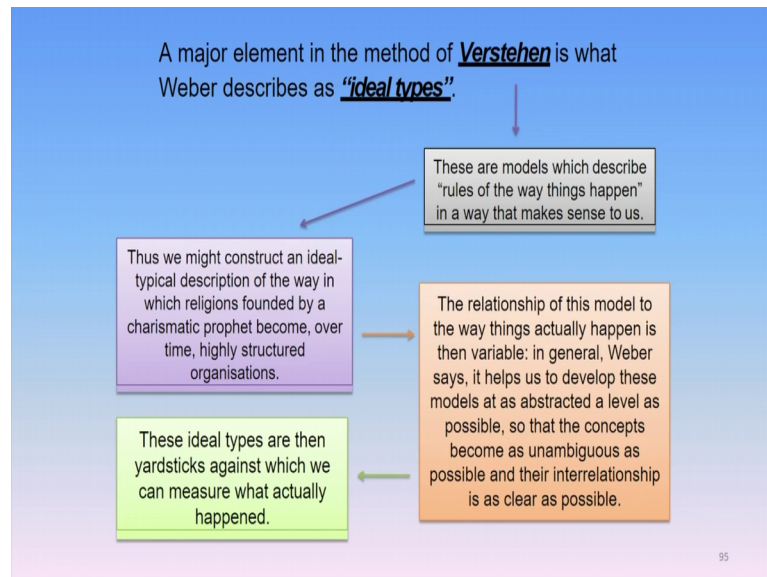 A major element in the method of Verstehen is what
Weber describes as “ideal types”.
These are models which describe
“rules of the way things happen”
in a way that makes sense to us.
Thus we might construct an ideal-
typical description of the way in
which religions founded by a
charismatic prophet become, over
time, highly structured
organisations.
The relationship of this model to
the way things actually happen is
then variable: in general, Weber
says, it helps us to develop these
models at as abstracted a level as
possible, so that the concepts
become as unambiguous as
possible and their interrelationship
is as clear as possible.
These ideal types are then
yardsticks against which we
can measure what actually
happened.
95